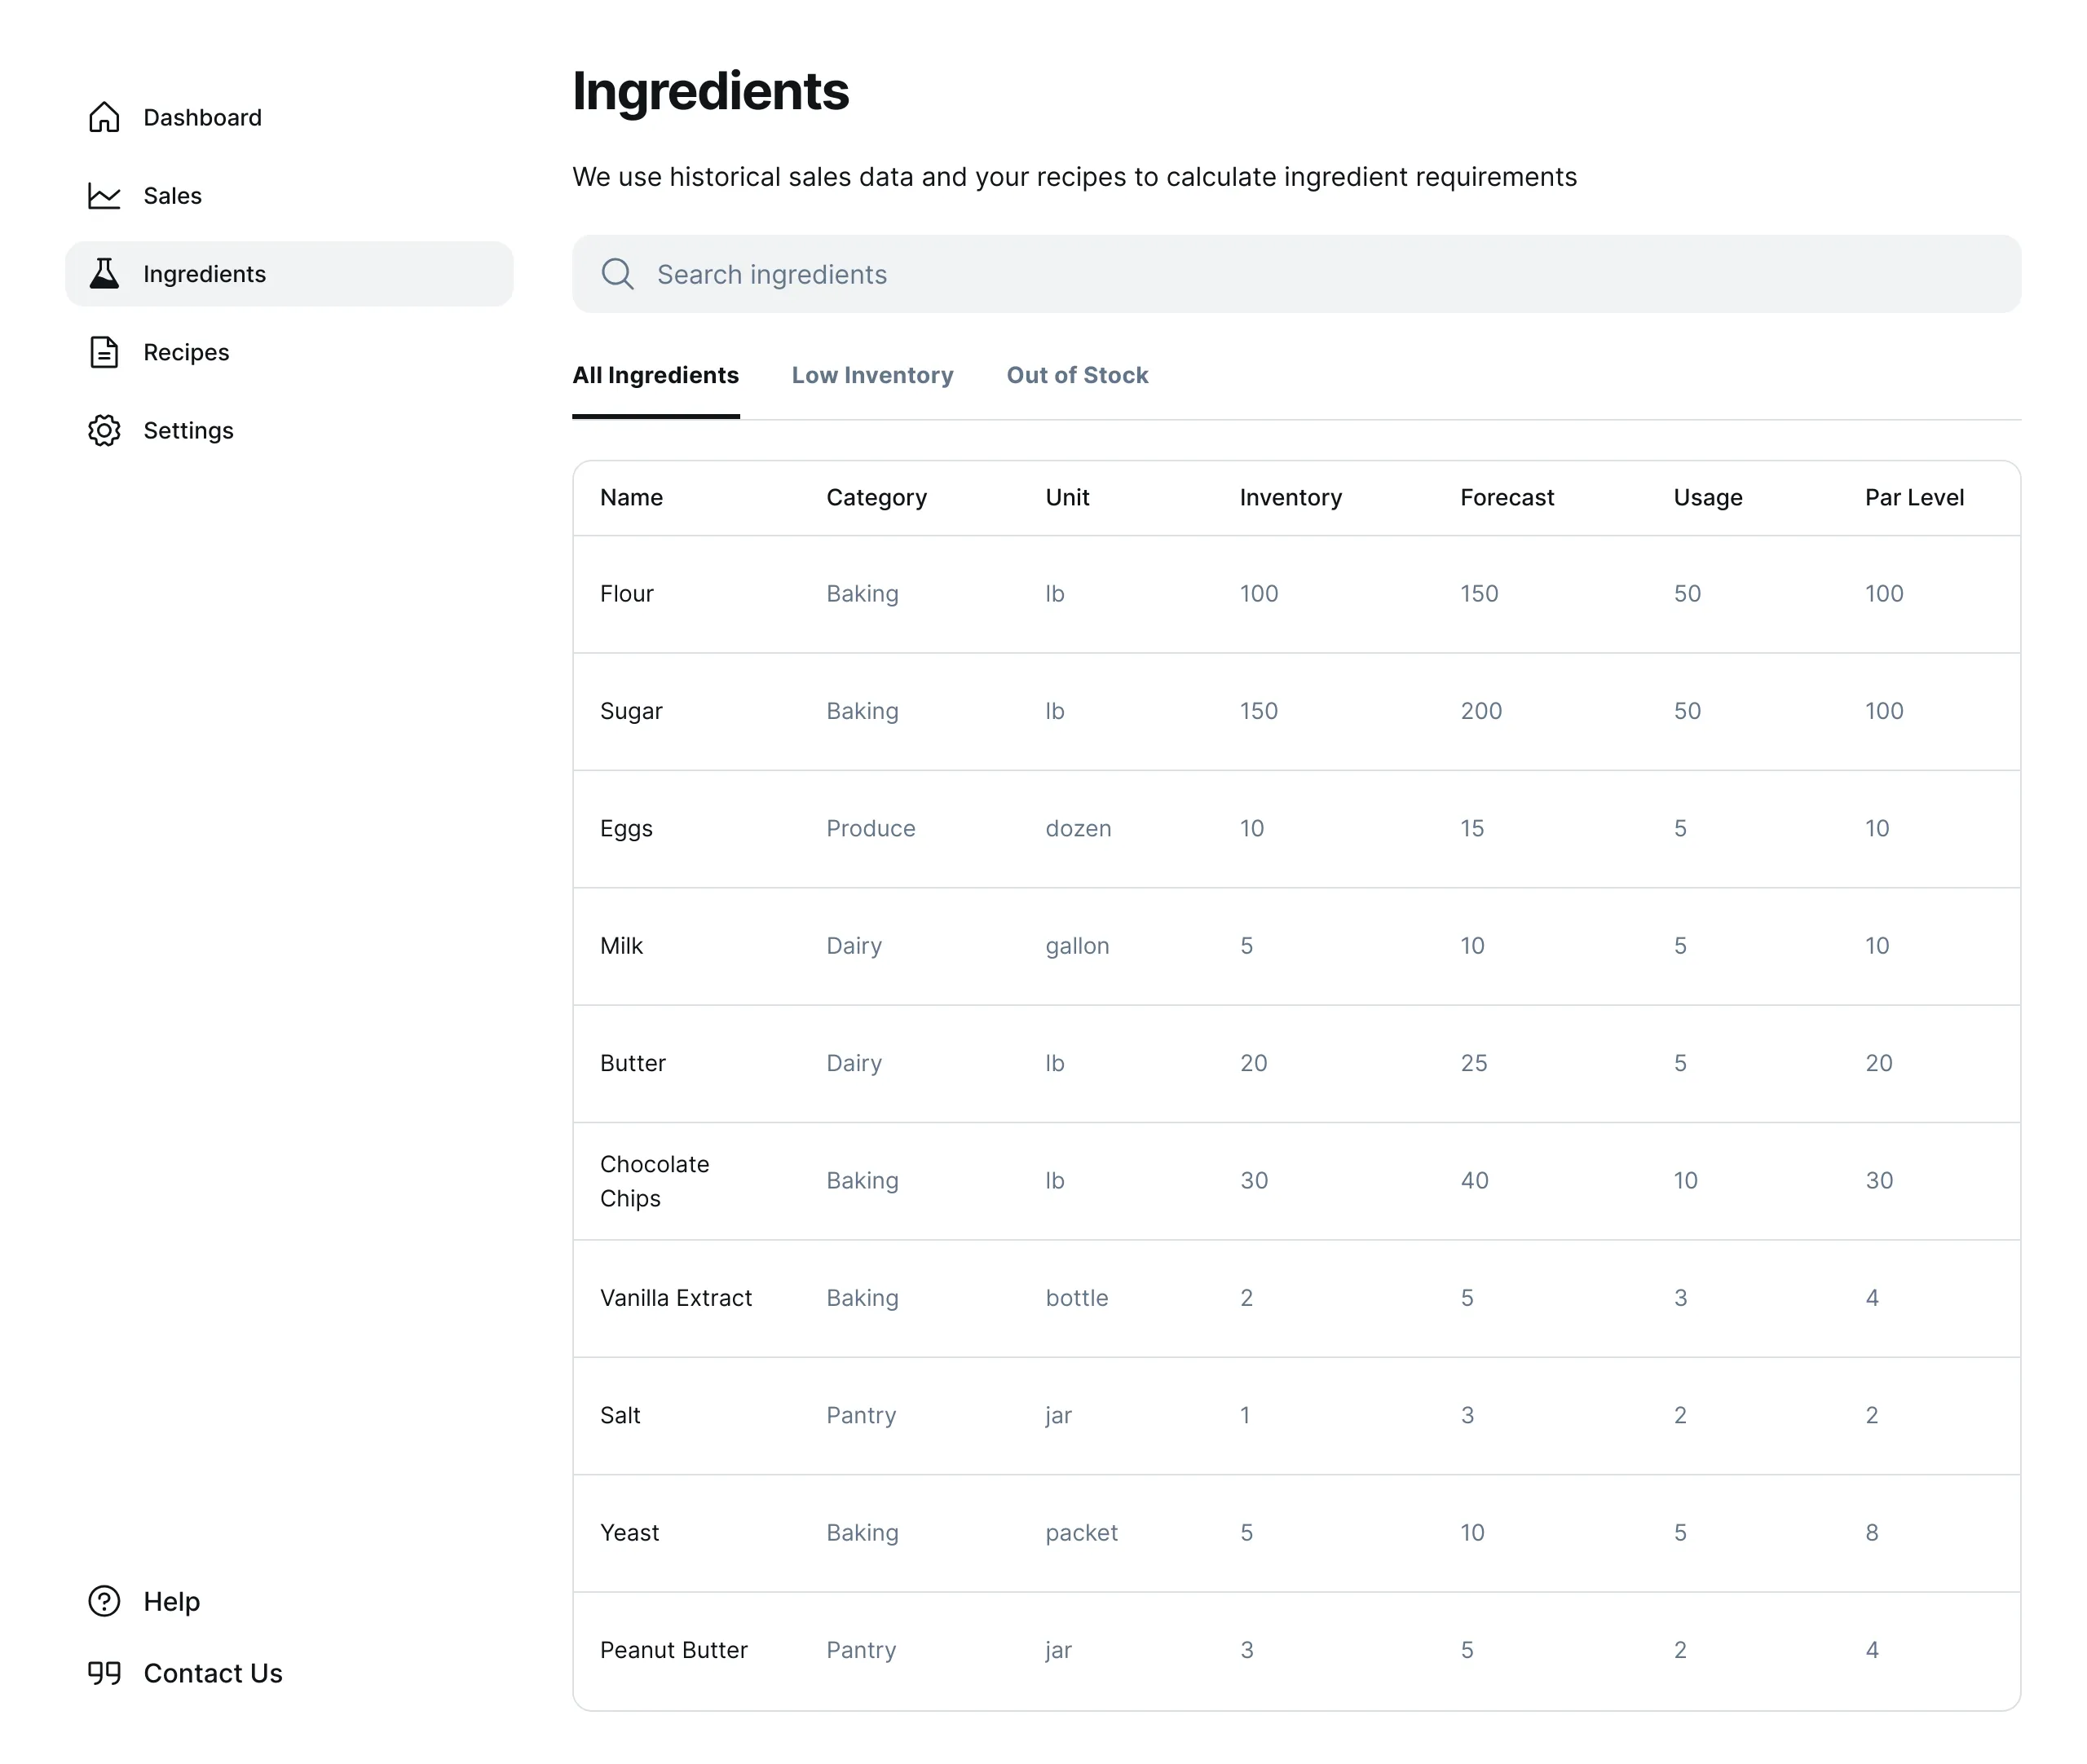 Dashboard
Sales
Ingredients
Recipes
Settings
Help
Contact Us
Ingredients
We use historical sales data and your recipes to calculate ingredient requirements
Search ingredients
All Ingredients Low Inventory Out of Stock
Name Category Unit Inventory Forecast Usage Par Level
Flour Baking lb 100 150 50 100
Sugar Baking lb 150 200 50 100
Eggs Produce dozen 10 15 5 10
Milk Dairy gallon 5 10 5 10
Butter Dairy lb 20 25 5 20
Chocolate
Chips Baking lb 30 40 10 30
Vanilla Extract Baking bottle 2 5 3 4
Salt Pantry jar 1 3 2 2
Yeast Baking packet 5 10 5 8
Peanut Butter Pantry jar 3 5 2 4